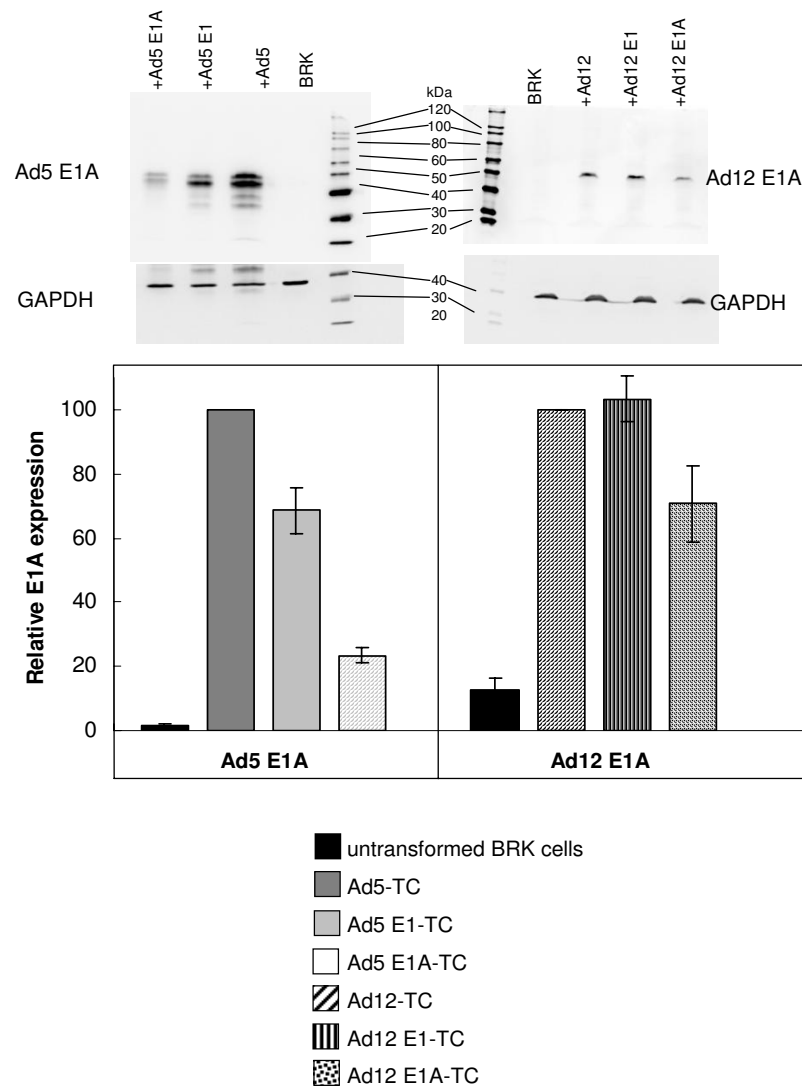 +Ad5 E1A
+Ad5 E1
+Ad5
BRK
kDa
BRK
+Ad12
+Ad12 E1
+Ad12 E1A
120
100
80
60
50
40
30
20
Ad5 E1A
Ad12 E1A
GAPDH
40
30
20
GAPDH
Relative E1A expression
100
80
60
40
20
0
Ad5 E1A
Ad12 E1A
untransformed BRK cells
Ad5-TC
Ad5 E1-TC
Ad5 E1A-TC
Ad12-TC
Ad12 E1-TC
Ad12 E1A-TC